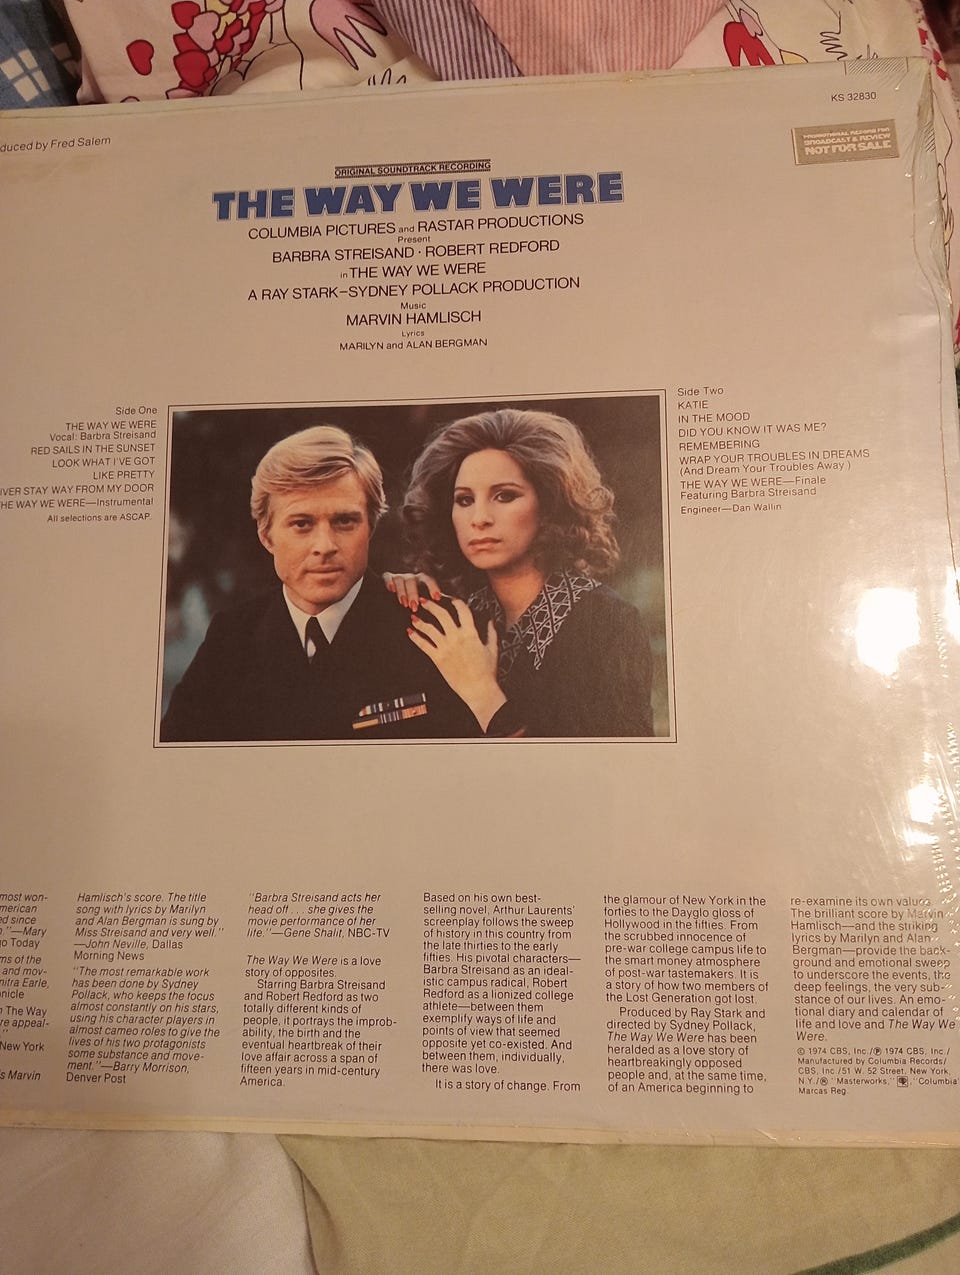 KS 32830
duced by Fred Salem
PROMOTIONAL RECORD FOR
BROADCAST & REVIEW
NOT FOR SALE
ORIGINAL SOUNDTRACK RECORDING
THE WAY WE WERE
COLUMBIA PICTURES and RASTAR PRODUCTIONS
Present
BARBRA STREISAND · ROBERT REDFORD
in THE WAY WE WERE
A RAY STARK–SYDNEY POLLACK PRODUCTION
Music
MARVIN HAMLISCH
Lyrics
MARILYN and ALAN BERGMAN
Side One
THE WAY WE WERE
Vocal: Barbra Streisand
RED SAILS IN THE SUNSET
LOOK WHAT I'VE GOT
LIKE PRETTY
IVER STAY WAY FROM MY DOOR
THE WAY WE WERE—Instrumental
All selections are ASCAP.
Side Two
KATIE
IN THE MOOD
DID YOU KNOW IT WAS ME?
REMEMBERING
WRAP YOUR TROUBLES IN DREAMS
(And Dream Your Troubles Away )
THE WAY WE WERE—Finale
Featuring Barbra Streisand
Engineer—Dan Wallin
most won-
merican
ed since
."—Mary
go Today
ms of the
and mov-
nitra Earle,
onicle
n The Way
re appeal-
."
New York
s Marvin
Hamlisch's score. The title
song with lyrics by Marilyn
and Alan Bergman is sung by
Miss Streisand and very well."
—John Neville, Dallas
Morning News
"The most remarkable work
has been done by Sydney
Pollack, who keeps the focus
almost constantly on his stars,
using his character players in
almost cameo roles to give the
lives of his two protagonists
some substance and move-
ment."—Barry Morrison,
Denver Post
"Barbra Streisand acts her
head off . . . she gives the
movie performance of her
life."—Gene Shalit, NBC-TV
The Way We Were is a love
story of opposites.
Starring Barbra Streisand
and Robert Redford as two
totally different kinds of
people, it portrays the improb-
ability, the birth and the
eventual heartbreak of their
love affair across a span of
fifteen years in mid-century
America.
Based on his own best-
selling novel, Arthur Laurents'
screenplay follows the sweep
of history in this country from
the late thirties to the early
fifties. His pivotal characters—
Barbra Streisand as an ideal-
istic campus radical, Robert
Redford as a lionized college
athlete—between them
exemplify ways of life and
points of view that seemed
opposite yet co-existed. And
between them, individually,
there was love.
It is a story of change. From
the glamour of New York in the
forties to the Dayglo gloss of
Hollywood in the fifties. From
the scrubbed innocence of
pre-war college campus life to
the smart money atmosphere
of post-war tastemakers. It is
a story of how two members of
the Lost Generation got lost.
Produced by Ray Stark and
directed by Sydney Pollack,
The Way We Were has been
heralded as a love story of
heartbreakingly opposed
people and, at the same time,
of an America beginning to
re-examine its own values.
The brilliant score by Marvin
Hamlisch—and the striking
lyrics by Marilyn and Alan
Bergman—provide the back-
ground and emotional sweep
to underscore the events, the
deep feelings, the very sub-
stance of our lives. An emo-
tional diary and calendar of
life and love and The Way We
Were.
© 1974 CBS, Inc./℗ 1974 CBS, Inc./
Manufactured by Columbia Records/
CBS, Inc./51 W. 52 Street, New York,
N.Y./® "Masterworks," "Columbia"
Marcas Reg.